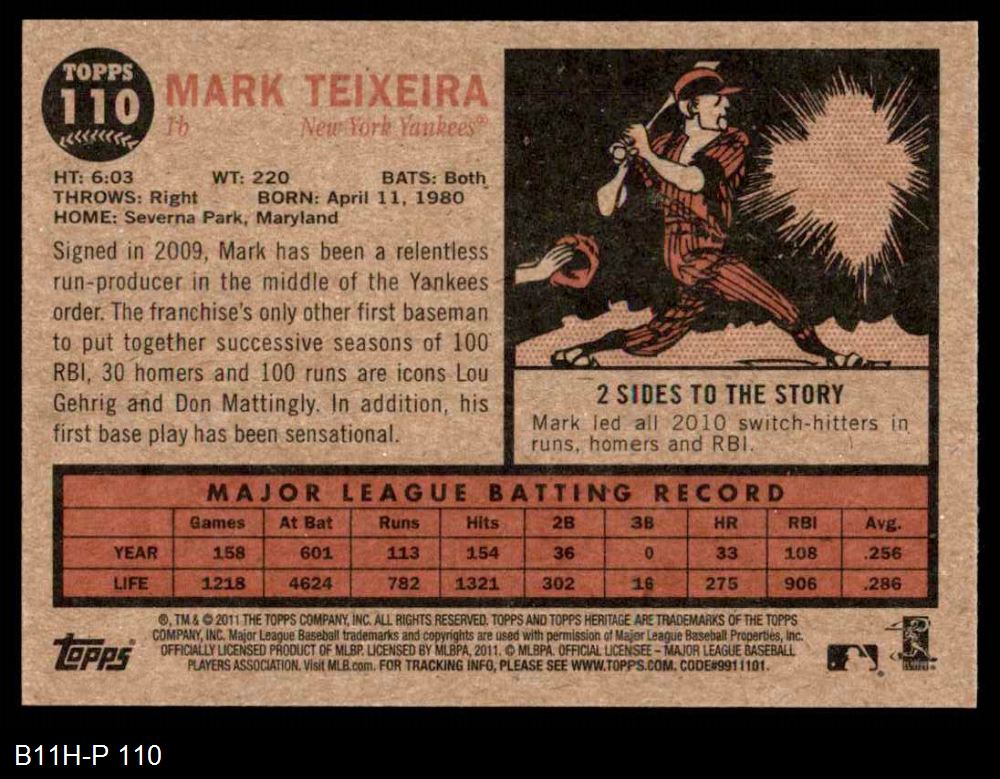 TOPPS
110
MARK TEIXEIRA
1b New York Yankees®
HT: 6:03 WT: 220 BATS: Both
THROWS: Right BORN: April 11, 1980
HOME: Severna Park, Maryland
Signed in 2009, Mark has been a relentless
run-producer in the middle of the Yankees
order. The franchise's only other first baseman
to put together successive seasons of 100
RBI, 30 homers and 100 runs are icons Lou
Gehrig and Don Mattingly. In addition, his
first base play has been sensational.
2 SIDES TO THE STORY
Mark led all 2010 switch-hitters in
runs, homers and RBI.
MAJOR LEAGUE BATTING RECORD
Games At Bat Runs Hits 2B 3B HR RBI Avg.
YEAR 158 601 113 154 36 0 33 108 .256
LIFE 1218 4624 782 1321 302 16 275 906 .286
®, TM & © 2011 THE TOPPS COMPANY, INC. ALL RIGHTS RESERVED. TOPPS AND TOPPS HERITAGE ARE TRADEMARKS OF THE TOPPS
COMPANY, INC. Major League Baseball trademarks and copyrights are used with permission of Major League Baseball Properties, Inc.
OFFICIALLY LICENSED PRODUCT OF MLBP. LICENSED BY MLBPA, 2011. © MLBPA. OFFICIAL LICENSEE – MAJOR LEAGUE BASEBALL
PLAYERS ASSOCIATION. Visit MLB.com. FOR TRACKING INFO, PLEASE SEE WWW.TOPPS.COM. CODE#9911101.
Topps
B11H-P 110